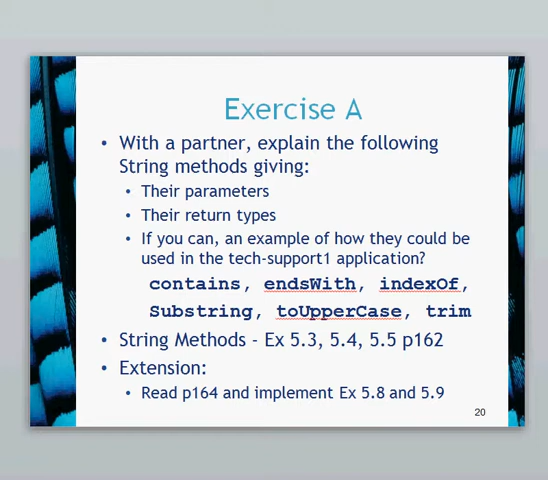 Exercise A
• With a partner, explain the following
String methods giving:
• Their parameters
• Their return types
• If you can, an example of how they could be
used in the tech-support1 application?
contains, endsWith, indexOf,
Substring, toUpperCase, trim
• String Methods - Ex 5.3, 5.4, 5.5 p162
• Extension:
• Read p164 and implement Ex 5.8 and 5.9
20